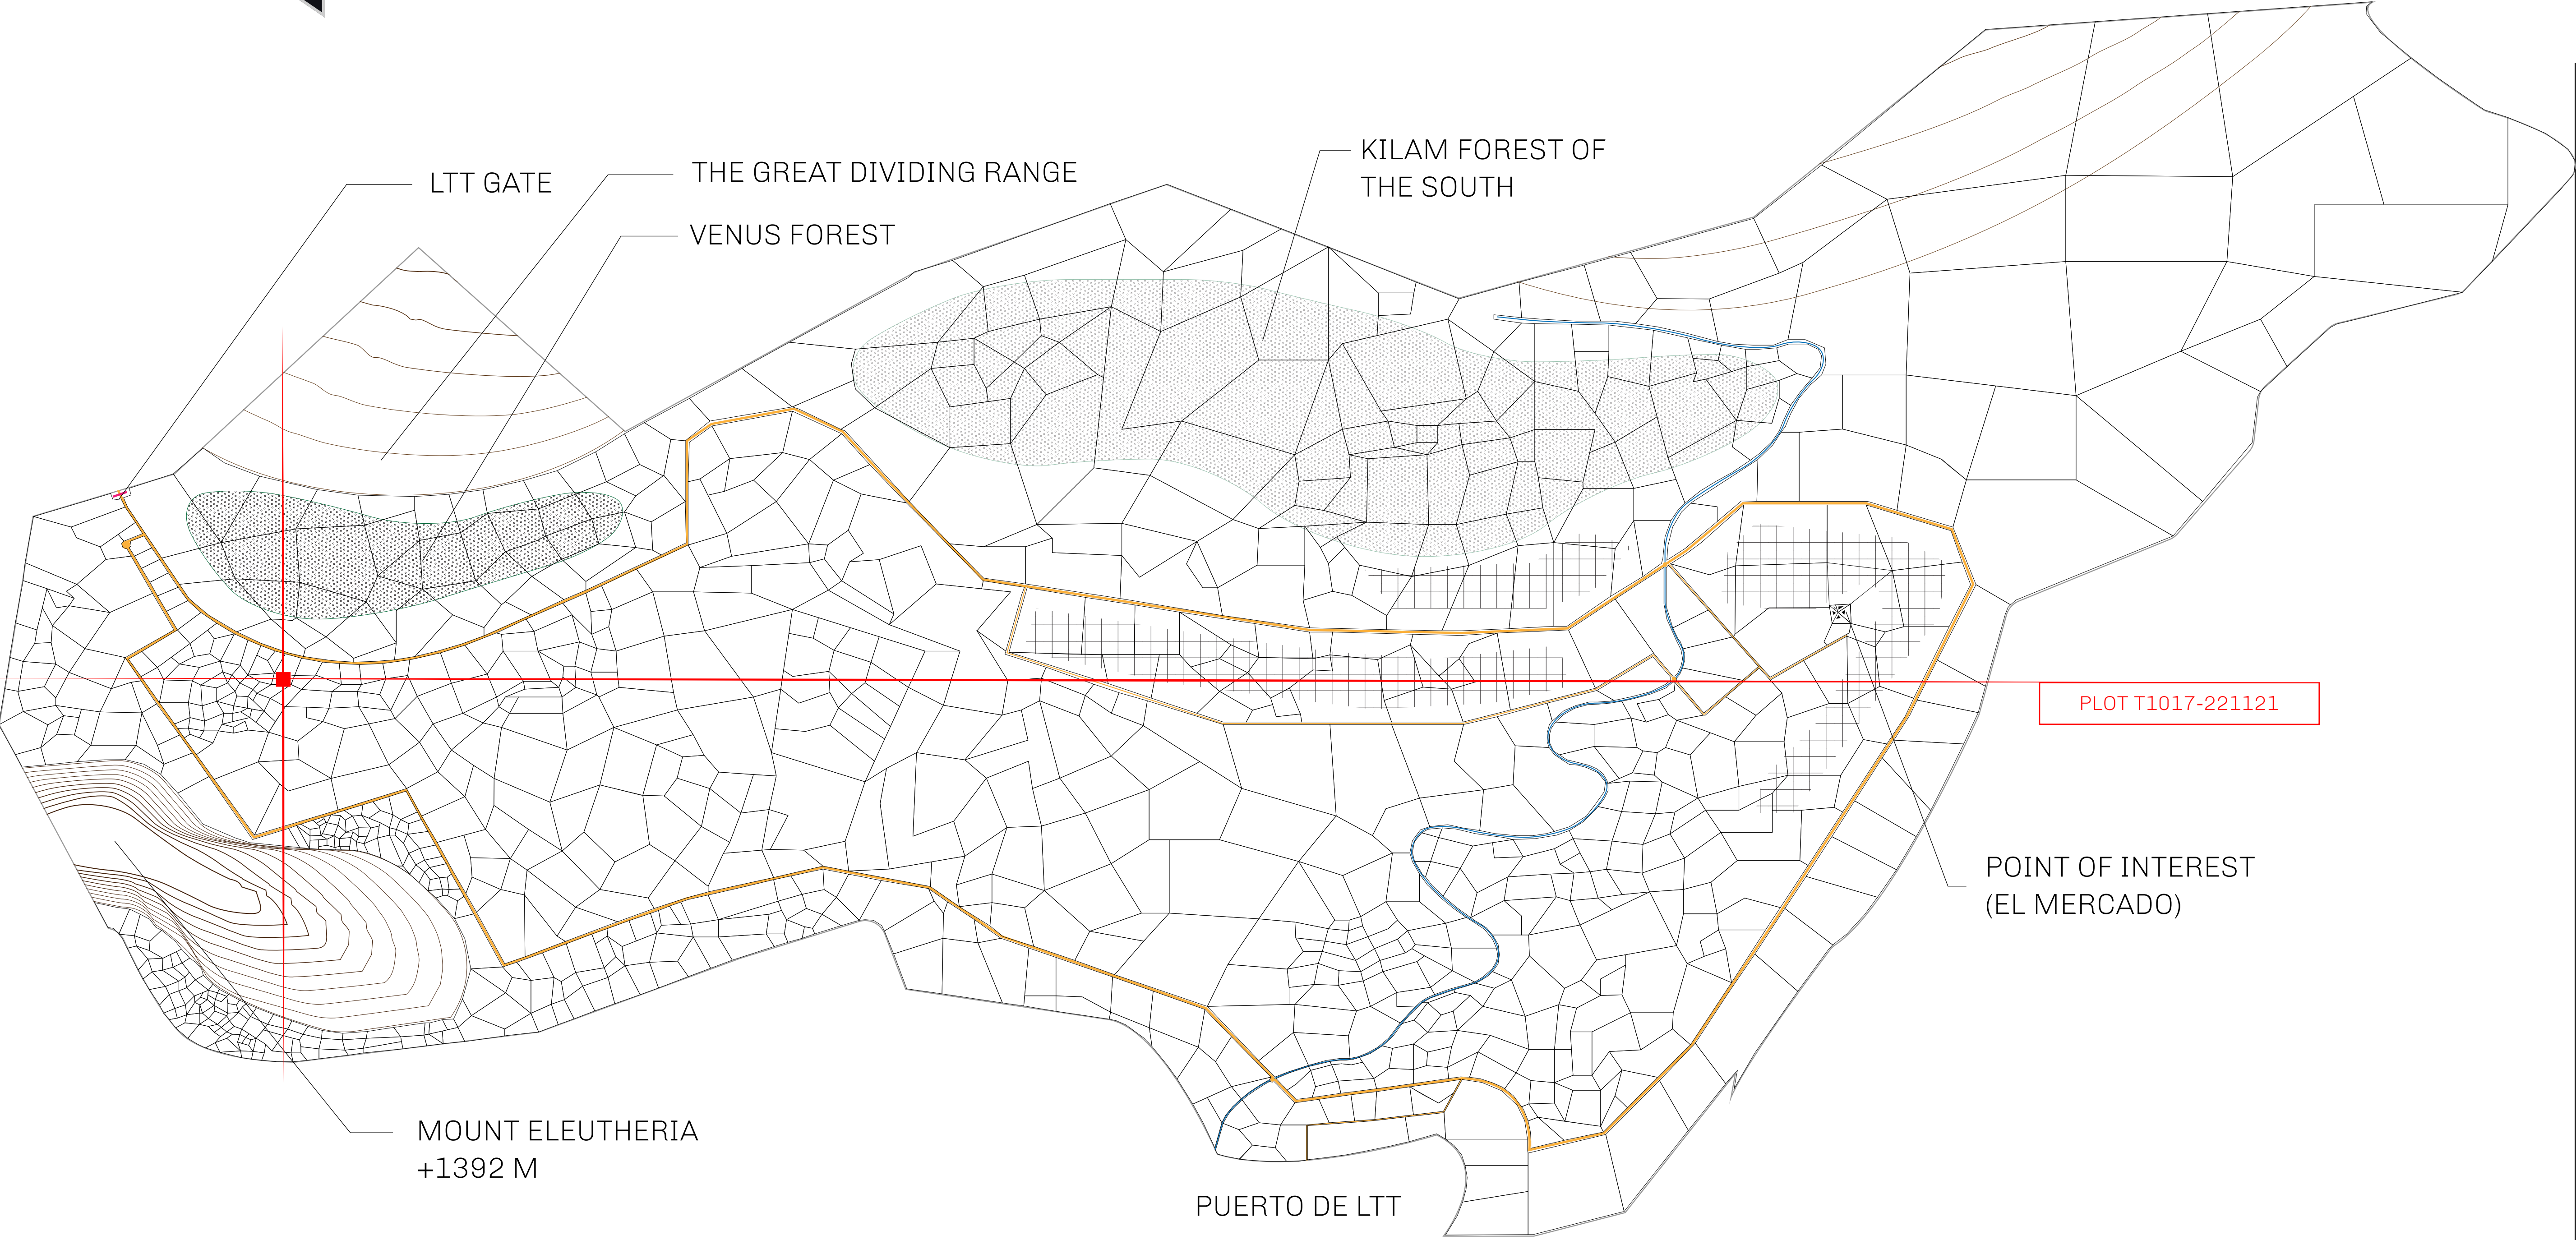 LTT GATE
THE GREAT DIVIDING RANGE
VENUS FOREST
KILAM FOREST OF
THE SOUTH
PLOT T1017-221121
POINT OF INTEREST
(EL MERCADO)
MOUNT ELEUTHERIA
+1392 M
PUERTO DE LTT